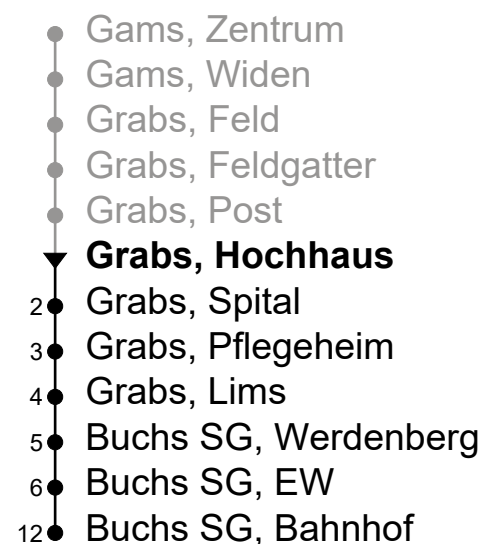 Gams, Zentrum
Gams, Widen
Grabs, Feld
Grabs, Feldgatter
Grabs, Post
Grabs, Hochhaus
2 Grabs, Spital
3 Grabs, Pflegeheim
4 Grabs, Lims
5 Buchs SG, Werdenberg
6 Buchs SG, EW
12 Buchs SG, Bahnhof